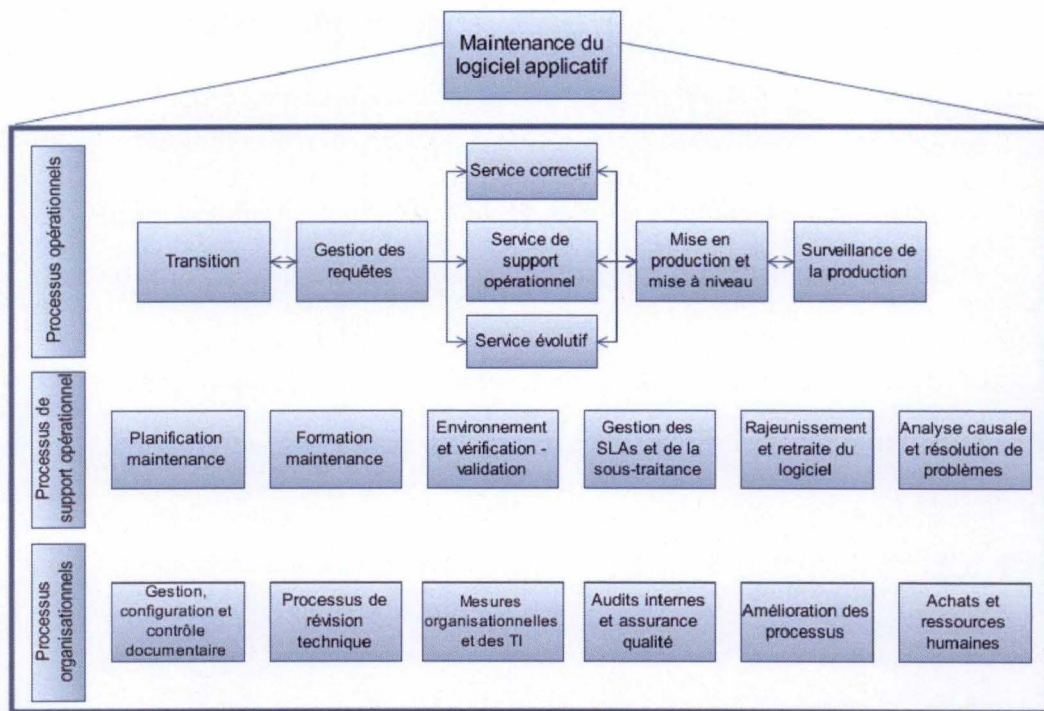 Maintenance du
logiciel applicatif
Processus opérationnels
Service correctif
Transition
Gestion des
requêtes
Service de
support
opérationnel
Mise en
production et
mise à niveau
Surveillance de
la production
Service évolutif
Processus de
support opérationnel
Planification
maintenance
Formation
maintenance
Environnement
et vérification -
validation
Gestion des
SLAs et de la
sous-traitance
Rajeunissement
et retraite du
logiciel
Analyse causale
et résolution de
problèmes
Processus
organisationnels
Gestion,
configuration et
contrôle
documentaire
Processus de
révision
technique
Mesures
organisationnelles
et des TI
Audits internes
et assurance
qualité
Amélioration des
processus
Achats et
ressources
humaines